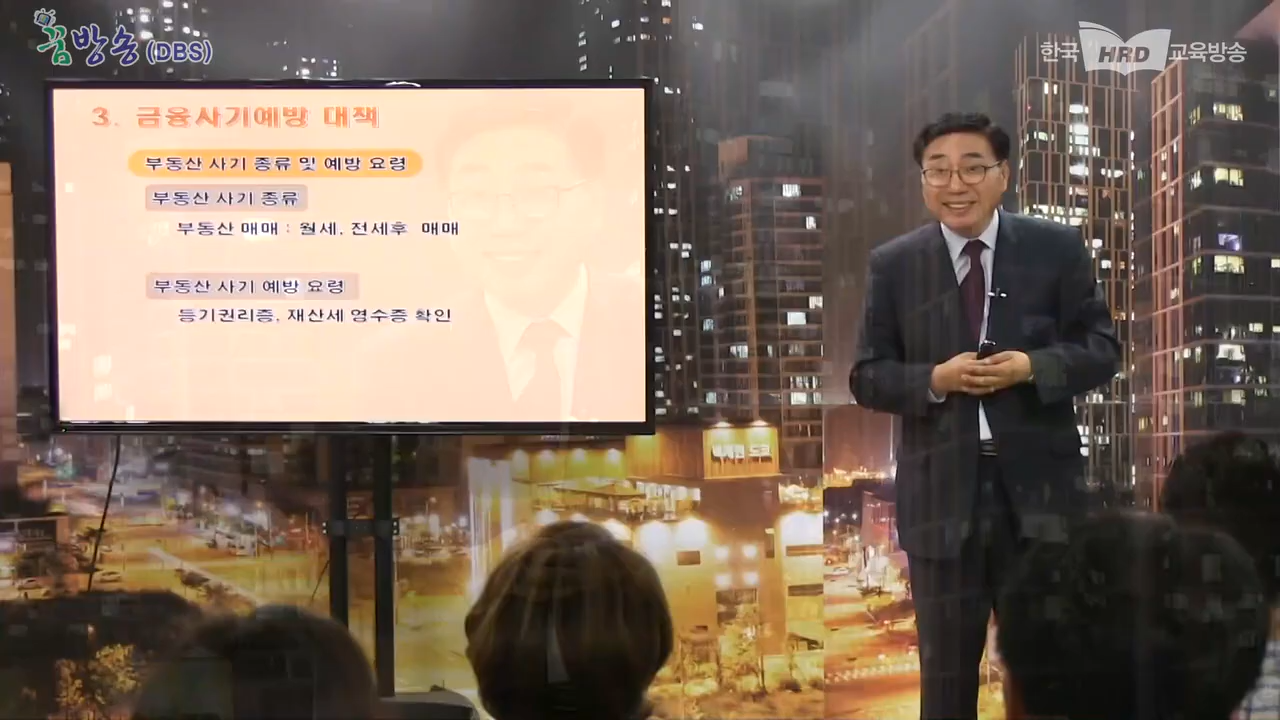 꿈방송(DBS)
한국 HRD 교육방송
3. 금융사기예방 대책
부동산 사기 종류 및 예방 요령
부동산 사기 종류
부동산 매매 : 월세, 전세후 매매
부동산 사기 예방 요령
등기권리증, 재산세 영수증 확인